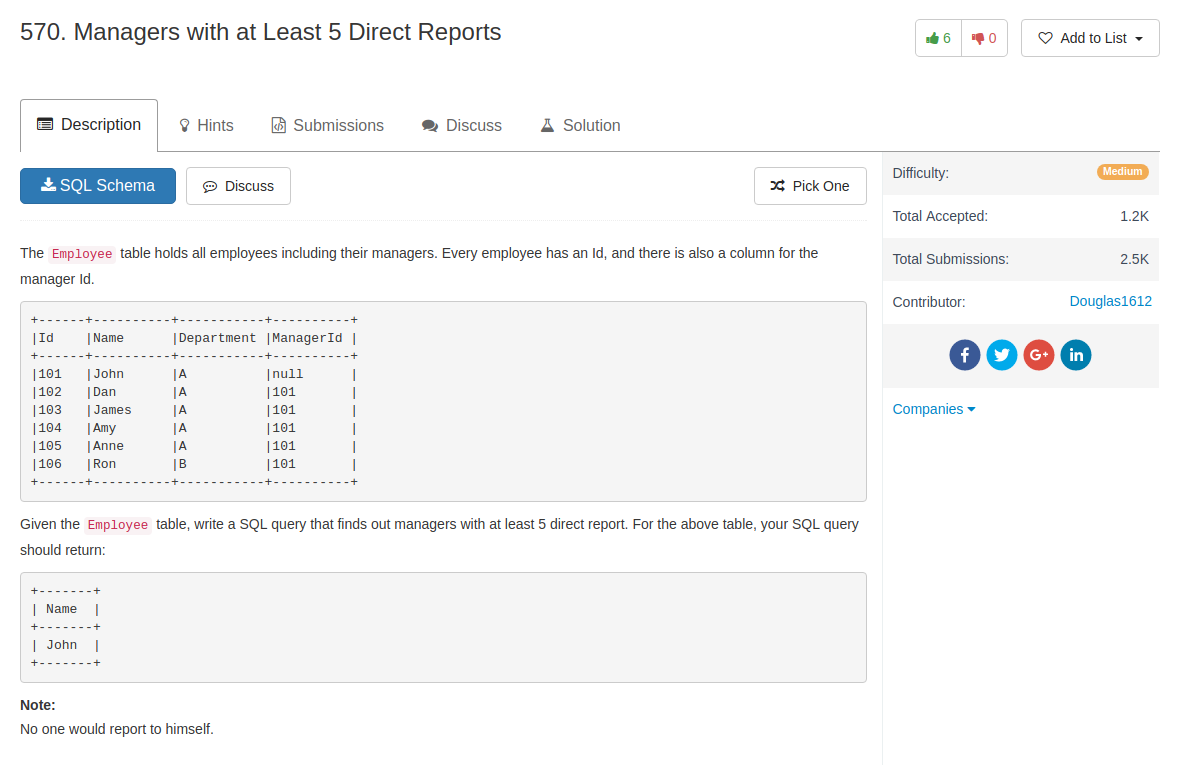 570. Managers with at Least 5 Direct Reports
6 0 Add to List
Description Hints Submissions Discuss Solution
SQL Schema Discuss Pick One
Difficulty: Medium
Total Accepted: 1.2K
Total Submissions: 2.5K
Contributor: Douglas1612
f G+ in
Companies
The Employee table holds all employees including their managers. Every employee has an Id, and there is also a column for the
manager Id.
+------+----------+-----------+----------+
|Id    |Name      |Department |ManagerId |
+------+----------+-----------+----------+
|101   |John      |A          |null      |
|102   |Dan       |A          |101       |
|103   |James     |A          |101       |
|104   |Amy       |A          |101       |
|105   |Anne      |A          |101       |
|106   |Ron       |B          |101       |
+------+----------+-----------+----------+
Given the Employee table, write a SQL query that finds out managers with at least 5 direct report. For the above table, your SQL query
should return:
+-------+
| Name  |
+-------+
| John  |
+-------+
Note:
No one would report to himself.